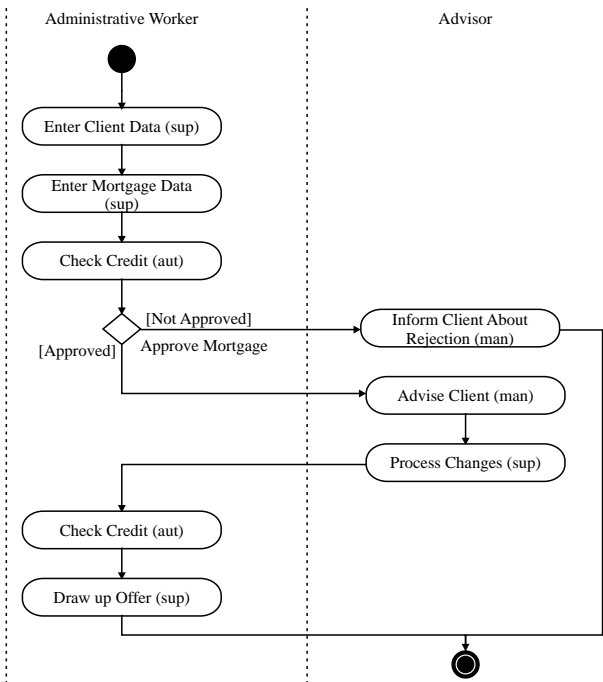 Administrative Worker
Advisor
Enter Client Data (sup)
Enter Mortgage Data
(sup)
Check Credit (aut)
[Not Approved]
[Approved]
Approve Mortgage
Inform Client About
Rejection (man)
Advise Client (man)
Process Changes (sup)
Check Credit (aut)
Draw up Offer (sup)